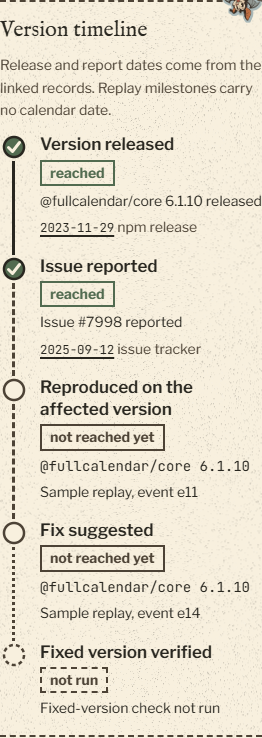 Version timeline
Release and report dates come from the
linked records. Replay milestones carry
no calendar date.
Version released
reached
@fullcalendar/core 6.1.10 released
2023-11-29 npm release
Issue reported
reached
Issue #7998 reported
2025-09-12 issue tracker
Reproduced on the
affected version
not reached yet
@fullcalendar/core 6.1.10
Sample replay, event e11
Fix suggested
not reached yet
@fullcalendar/core 6.1.10
Sample replay, event e14
Fixed version verified
not run
Fixed-version check not run